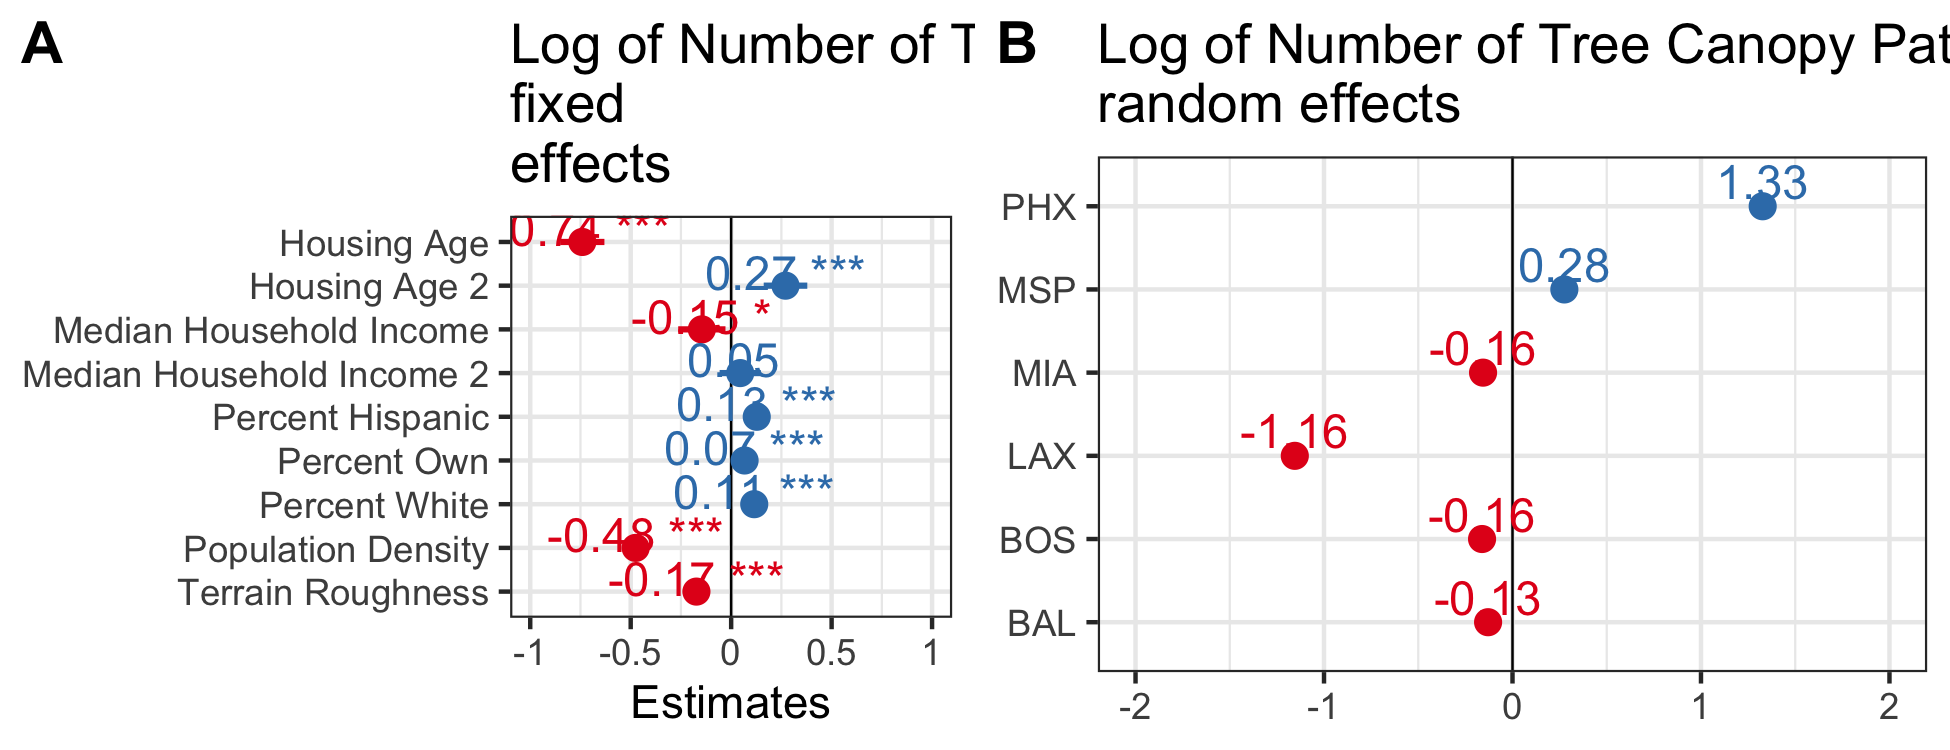 A
Log of Number of T
fixed
effects
Housing Age
Housing Age 2
Median Household Income
Median Household Income 2
Percent Hispanic
Percent Own
Percent White
Population Density
Terrain Roughness
0.74 ***
0.27 ***
-0.15 *
0.05
0.13 ***
0.07 ***
0.11 ***
-0.48 ***
-0.17 ***
-1 -0.5 0 0.5 1
Estimates
B
Log of Number of Tree Canopy Pat
random effects
PHX
MSP
MIA
LAX
BOS
BAL
1.33
0.28
-0.16
-1.16
-0.16
-0.13
-2 -1 0 1 2